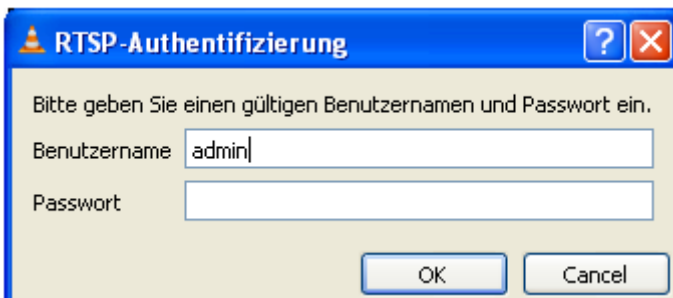 RTSP-Authentifizierung
Bitte geben Sie einen gültigen Benutzernamen und Passwort ein.
Benutzername admin
Passwort
OK Cancel